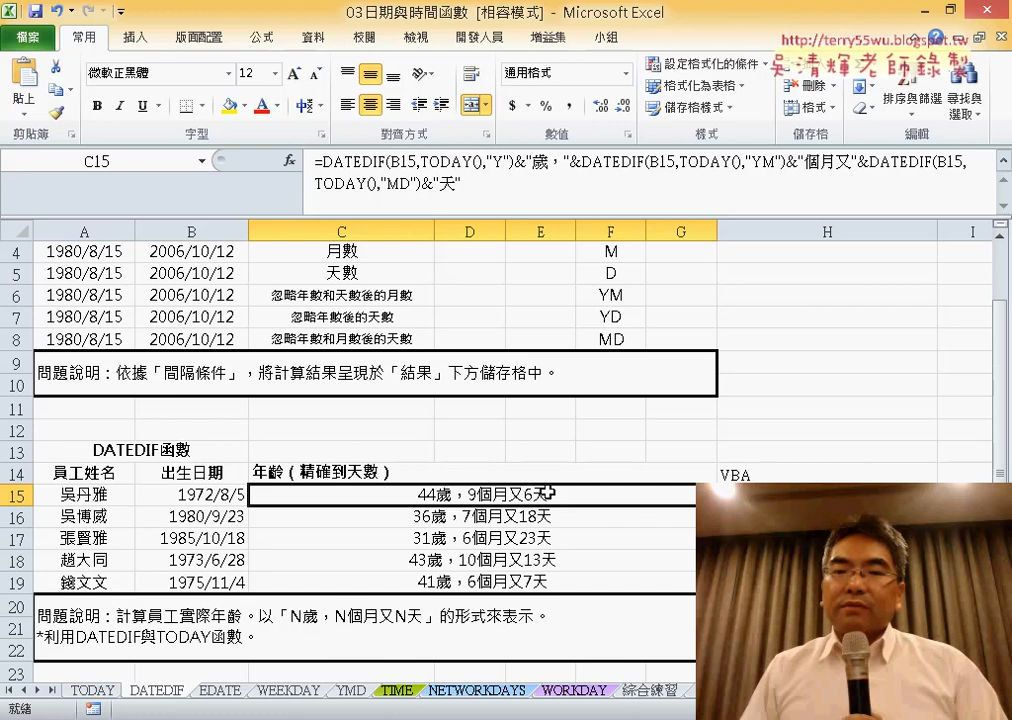 03日期與時間函數 [相容模式] - Microsoft Excel
檔案 常用 插入 版面配置 公式 資料 校閱 檢視 開發人員 增益集 小組
http://terry55wu.blogspot.tw
吳清輝老師錄製
微軟正黑體 12 通用格式 設定格式化的條件
貼上 格式化為表格 刪除 排序與篩選 尋找與選取
儲存格樣式 格式
剪貼簿 字型 對齊方式 數值 樣式 儲存格 編輯
C15 fx =DATEDIF(B15,TODAY(),"Y")&"歲，"&DATEDIF(B15,TODAY(),"YM")&"個月又"&DATEDIF(B15,
TODAY(),"MD")&"天"
A B C D E F G H I
4 1980/8/15 2006/10/12 月數 M
5 1980/8/15 2006/10/12 天數 D
6 1980/8/15 2006/10/12 忽略年數和天數後的月數 YM
7 1980/8/15 2006/10/12 忽略年數後的天數 YD
8 1980/8/15 2006/10/12 忽略年數和月數後的天數 MD
9
問題說明：依據「間隔條件」，將計算結果呈現於「結果」下方儲存格中。
10
11
12
13 DATEDIF函數
14 員工姓名 出生日期 年齡（精確到天數） VBA
15 吳丹雅 1972/8/5 44歲，9個月又6天
16 吳博威 1980/9/23 36歲，7個月又18天
17 張賢雅 1985/10/18 31歲，6個月又23天
18 趙大同 1973/6/28 43歲，10個月又13天
19 錢文文 1975/11/4 41歲，6個月又7天
20 問題說明：計算員工實際年齡。以「N歲，N個月又N天」的形式來表示。
21 *利用DATEDIF與TODAY函數。
22
23
TODAY DATEDIF EDATE WEEKDAY YMD TIME NETWORKDAYS WORKDAY 綜合練習
就緒